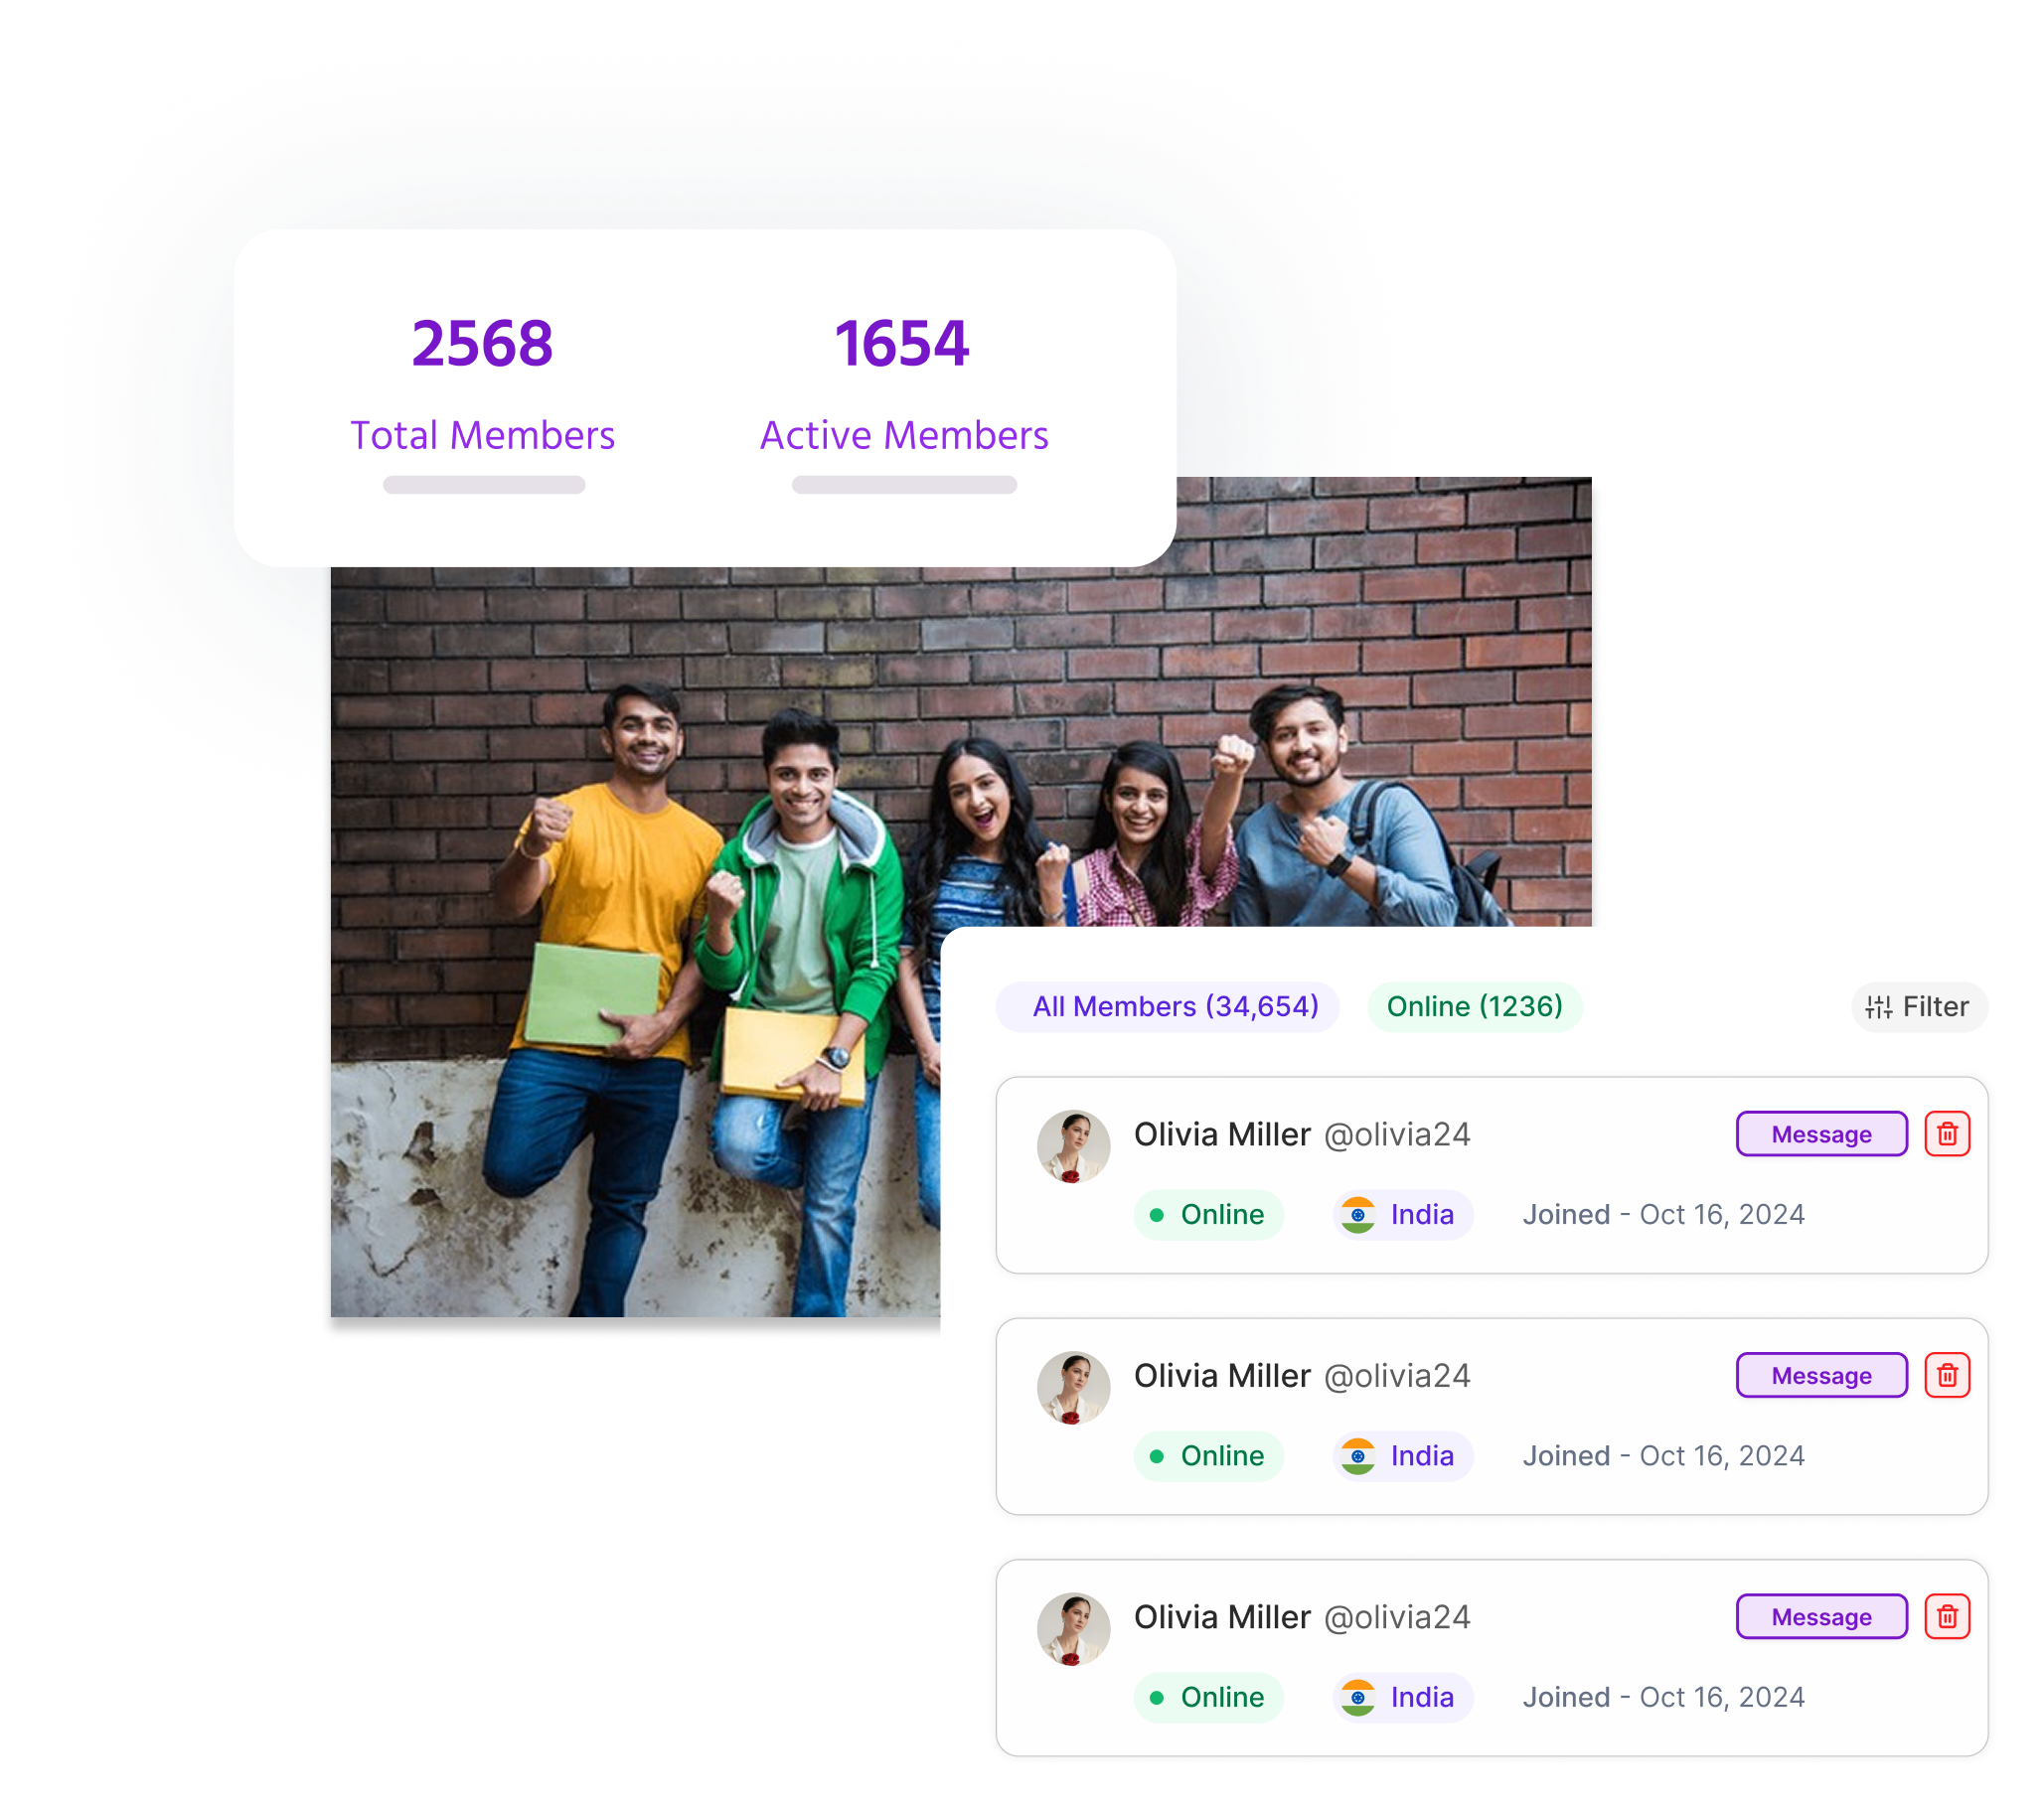 2568
Total Members
1654
Active Members
All Members (34,654) Online (1236) Filter
Olivia Miller @olivia24 Message
Online India Joined - Oct 16, 2024
Olivia Miller @olivia24 Message
Online India Joined - Oct 16, 2024
Olivia Miller @olivia24 Message
Online India Joined - Oct 16, 2024